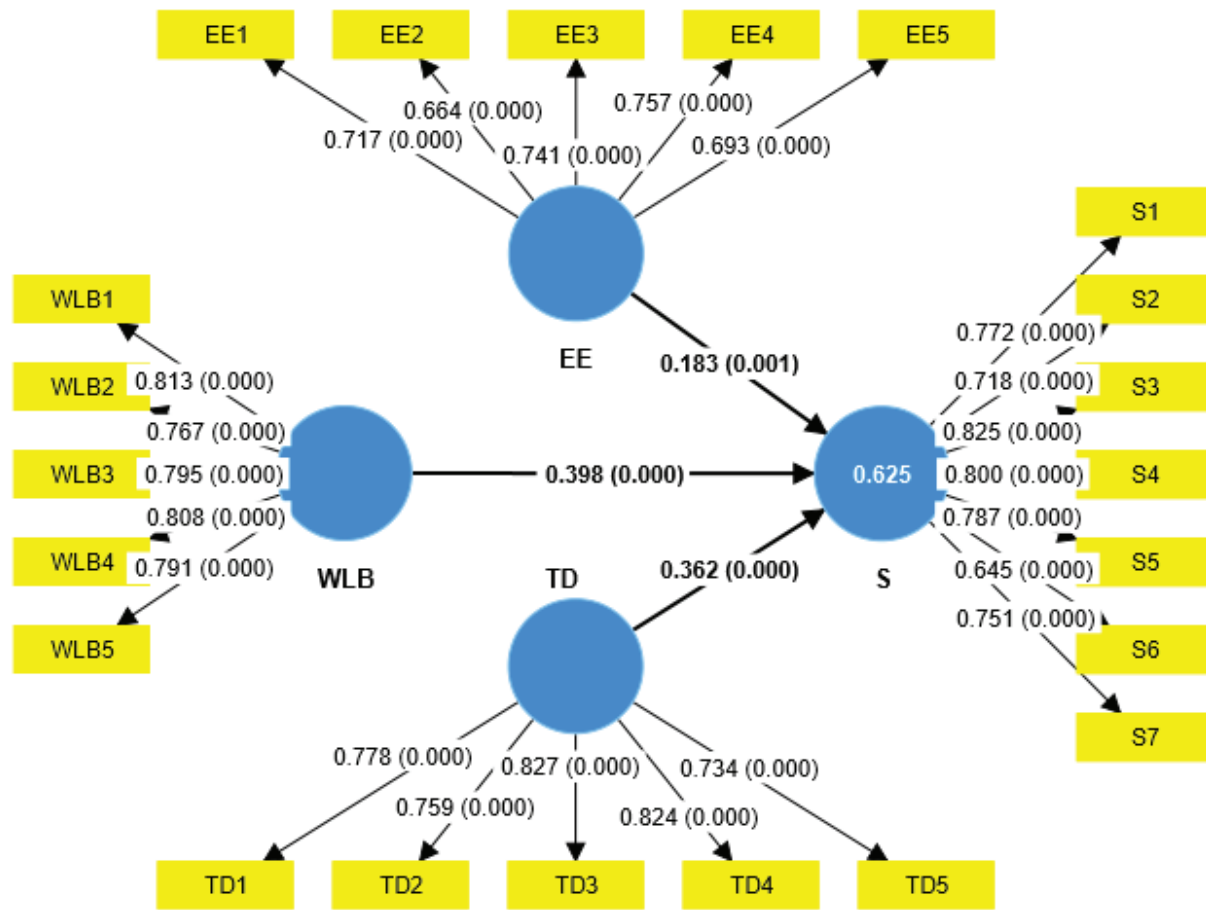 EE1 EE2 EE3 EE4 EE5
0.664 (0.000) 0.757 (0.000)
0.717 (0.000) 0.741 (0.000) 0.693 (0.000)
S1
WLB1 S2
EE 0.183 (0.001) 0.772 (0.000)
WLB2 0.813 (0.000) 0.718 (0.000) S3
0.767 (0.000) 0.825 (0.000)
WLB3 0.795 (0.000) 0.398 (0.000) 0.625 0.800 (0.000) S4
0.808 (0.000) 0.787 (0.000)
WLB4 0.791 (0.000) 0.362 (0.000) 0.645 (0.000) S5
WLB TD S
0.751 (0.000)
WLB5 S6
S7
0.778 (0.000) 0.827 (0.000) 0.734 (0.000)
0.759 (0.000) 0.824 (0.000)
TD1 TD2 TD3 TD4 TD5